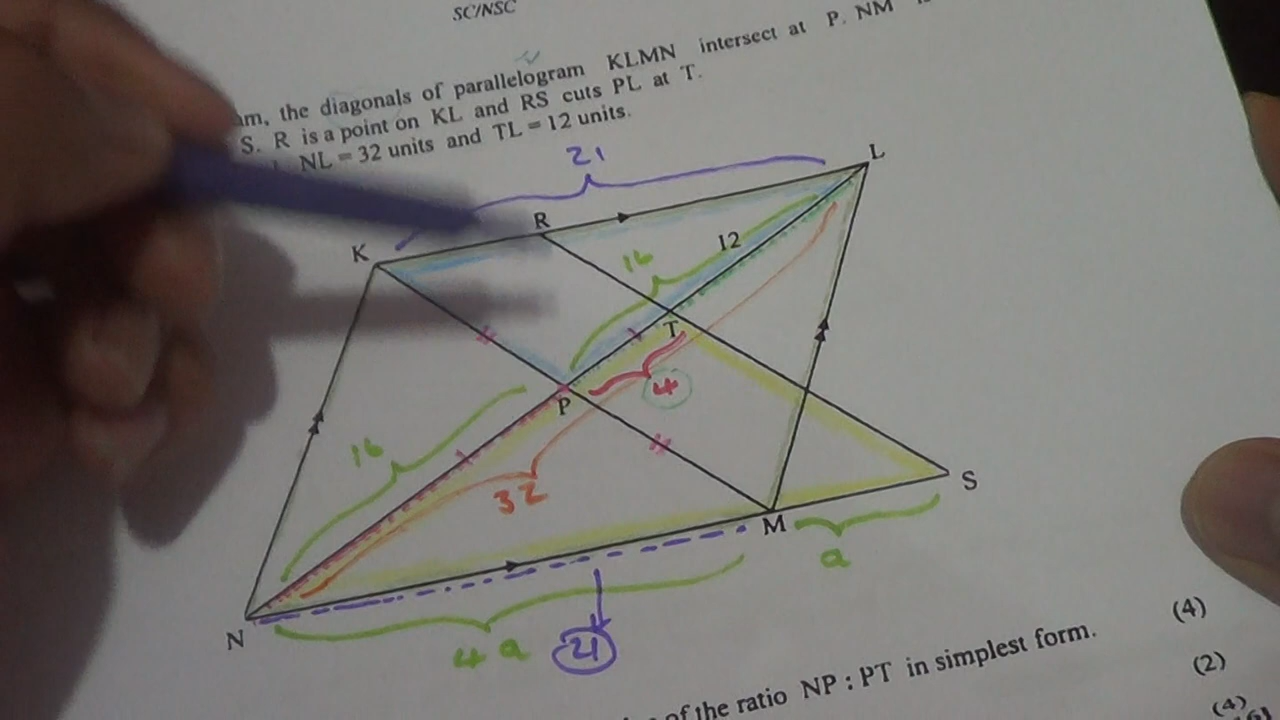 SC/NSC
am, the diagonals of parallelogram KLMN intersect at P. NM
S. R is a point on KL and RS cuts PL at T.
NL = 32 units and TL = 12 units.
21
L
R
K
12
16
T
4
P
16
32
S
M
a
N
4a
21
(4)
of the ratio NP : PT in simplest form.
(2)
(4)